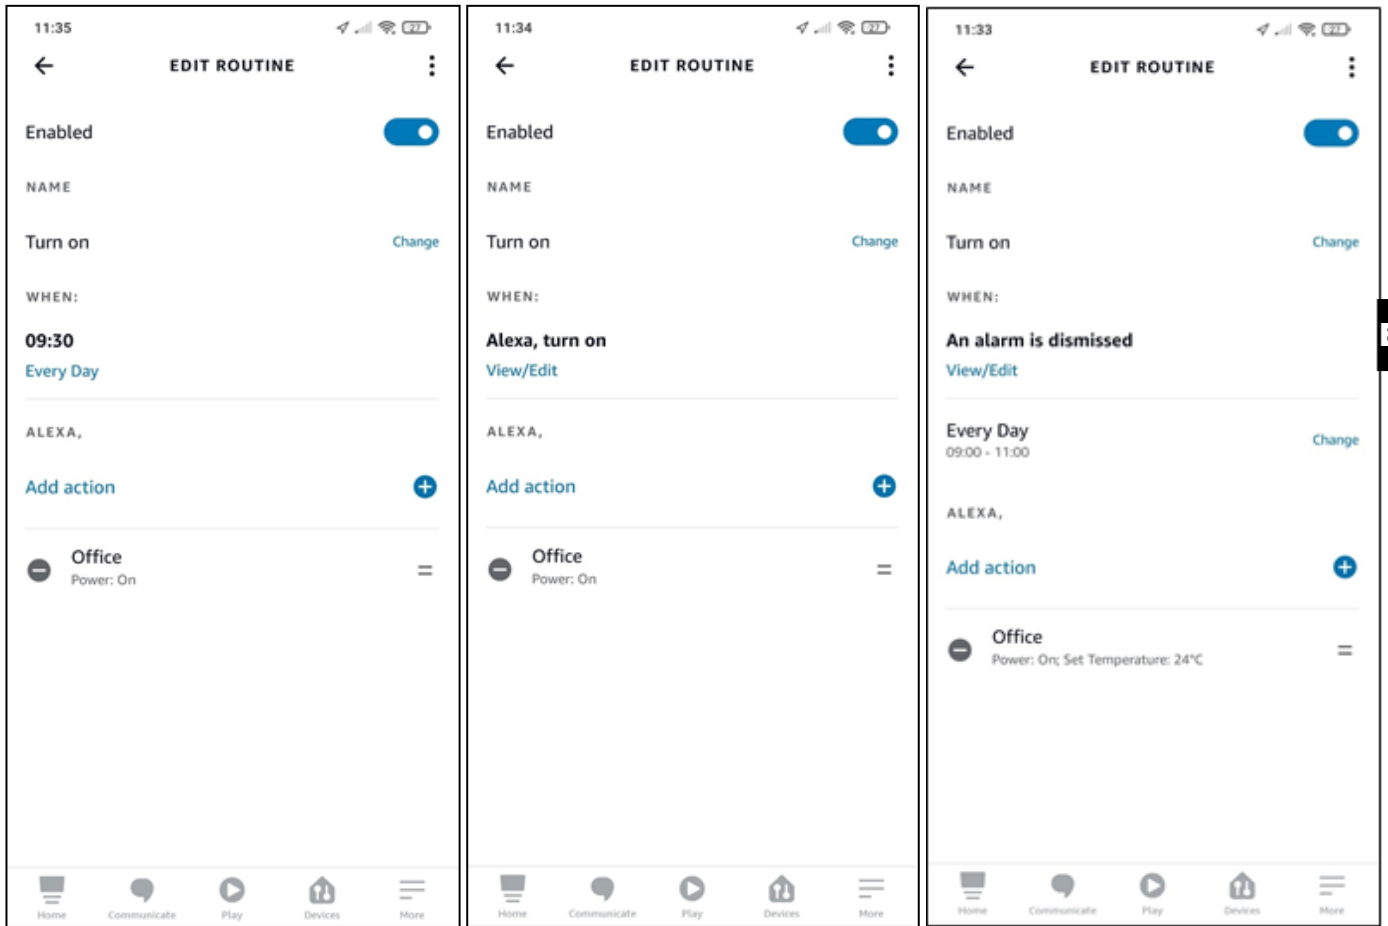 11:35
27
EDIT ROUTINE
Enabled
NAME
Turn on
Change
WHEN:
09:30
Every Day
ALEXA,
Add action
Office
Power: On
Home
Communicate
Play
Devices
More
11:34
27
EDIT ROUTINE
Enabled
NAME
Turn on
Change
WHEN:
Alexa, turn on
View/Edit
ALEXA,
Add action
Office
Power: On
Home
Communicate
Play
Devices
More
11:33
27
EDIT ROUTINE
Enabled
NAME
Turn on
Change
WHEN:
An alarm is dismissed
View/Edit
Every Day
09:00 - 11:00
Change
ALEXA,
Add action
Office
Power: On; Set Temperature: 24°C
Home
Communicate
Play
Devices
More